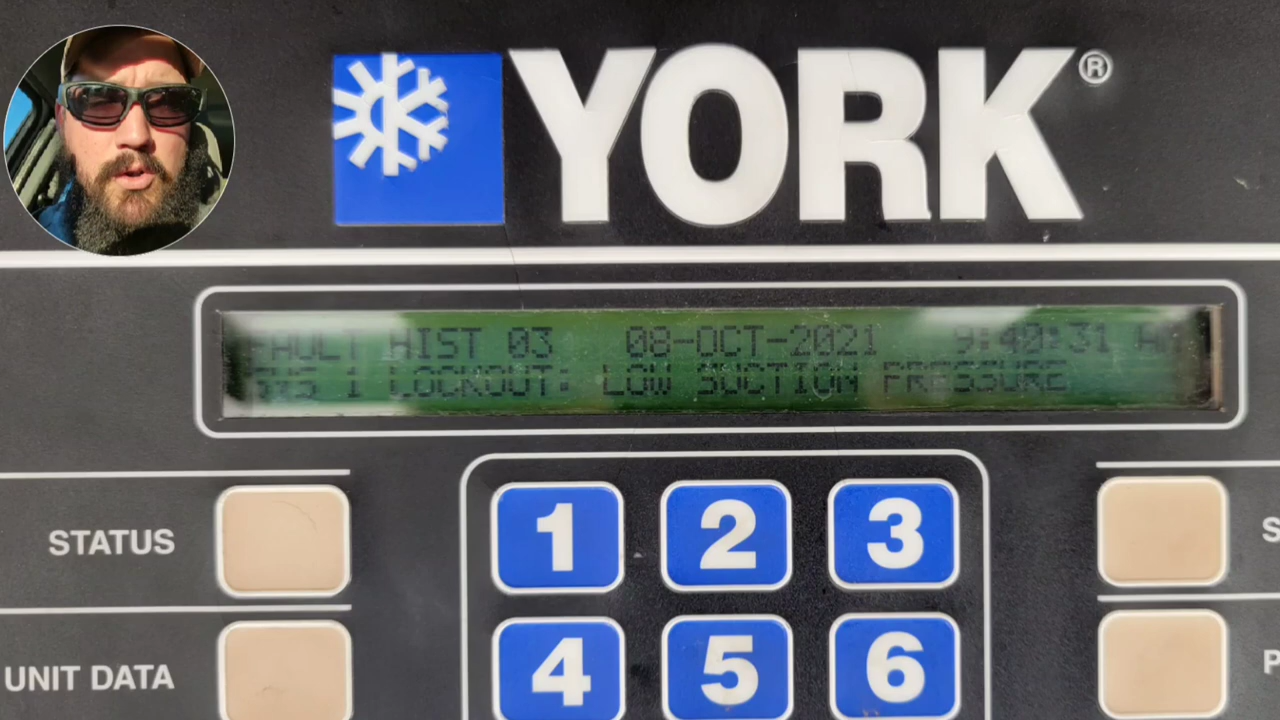 YORK®
FAULT HIST 03 08-OCT-2021 9:40:31 AM
SYS 1 LOCKOUT: LOW SUCTION PRESSURE
STATUS
1 2 3
S
UNIT DATA
4 5 6
P